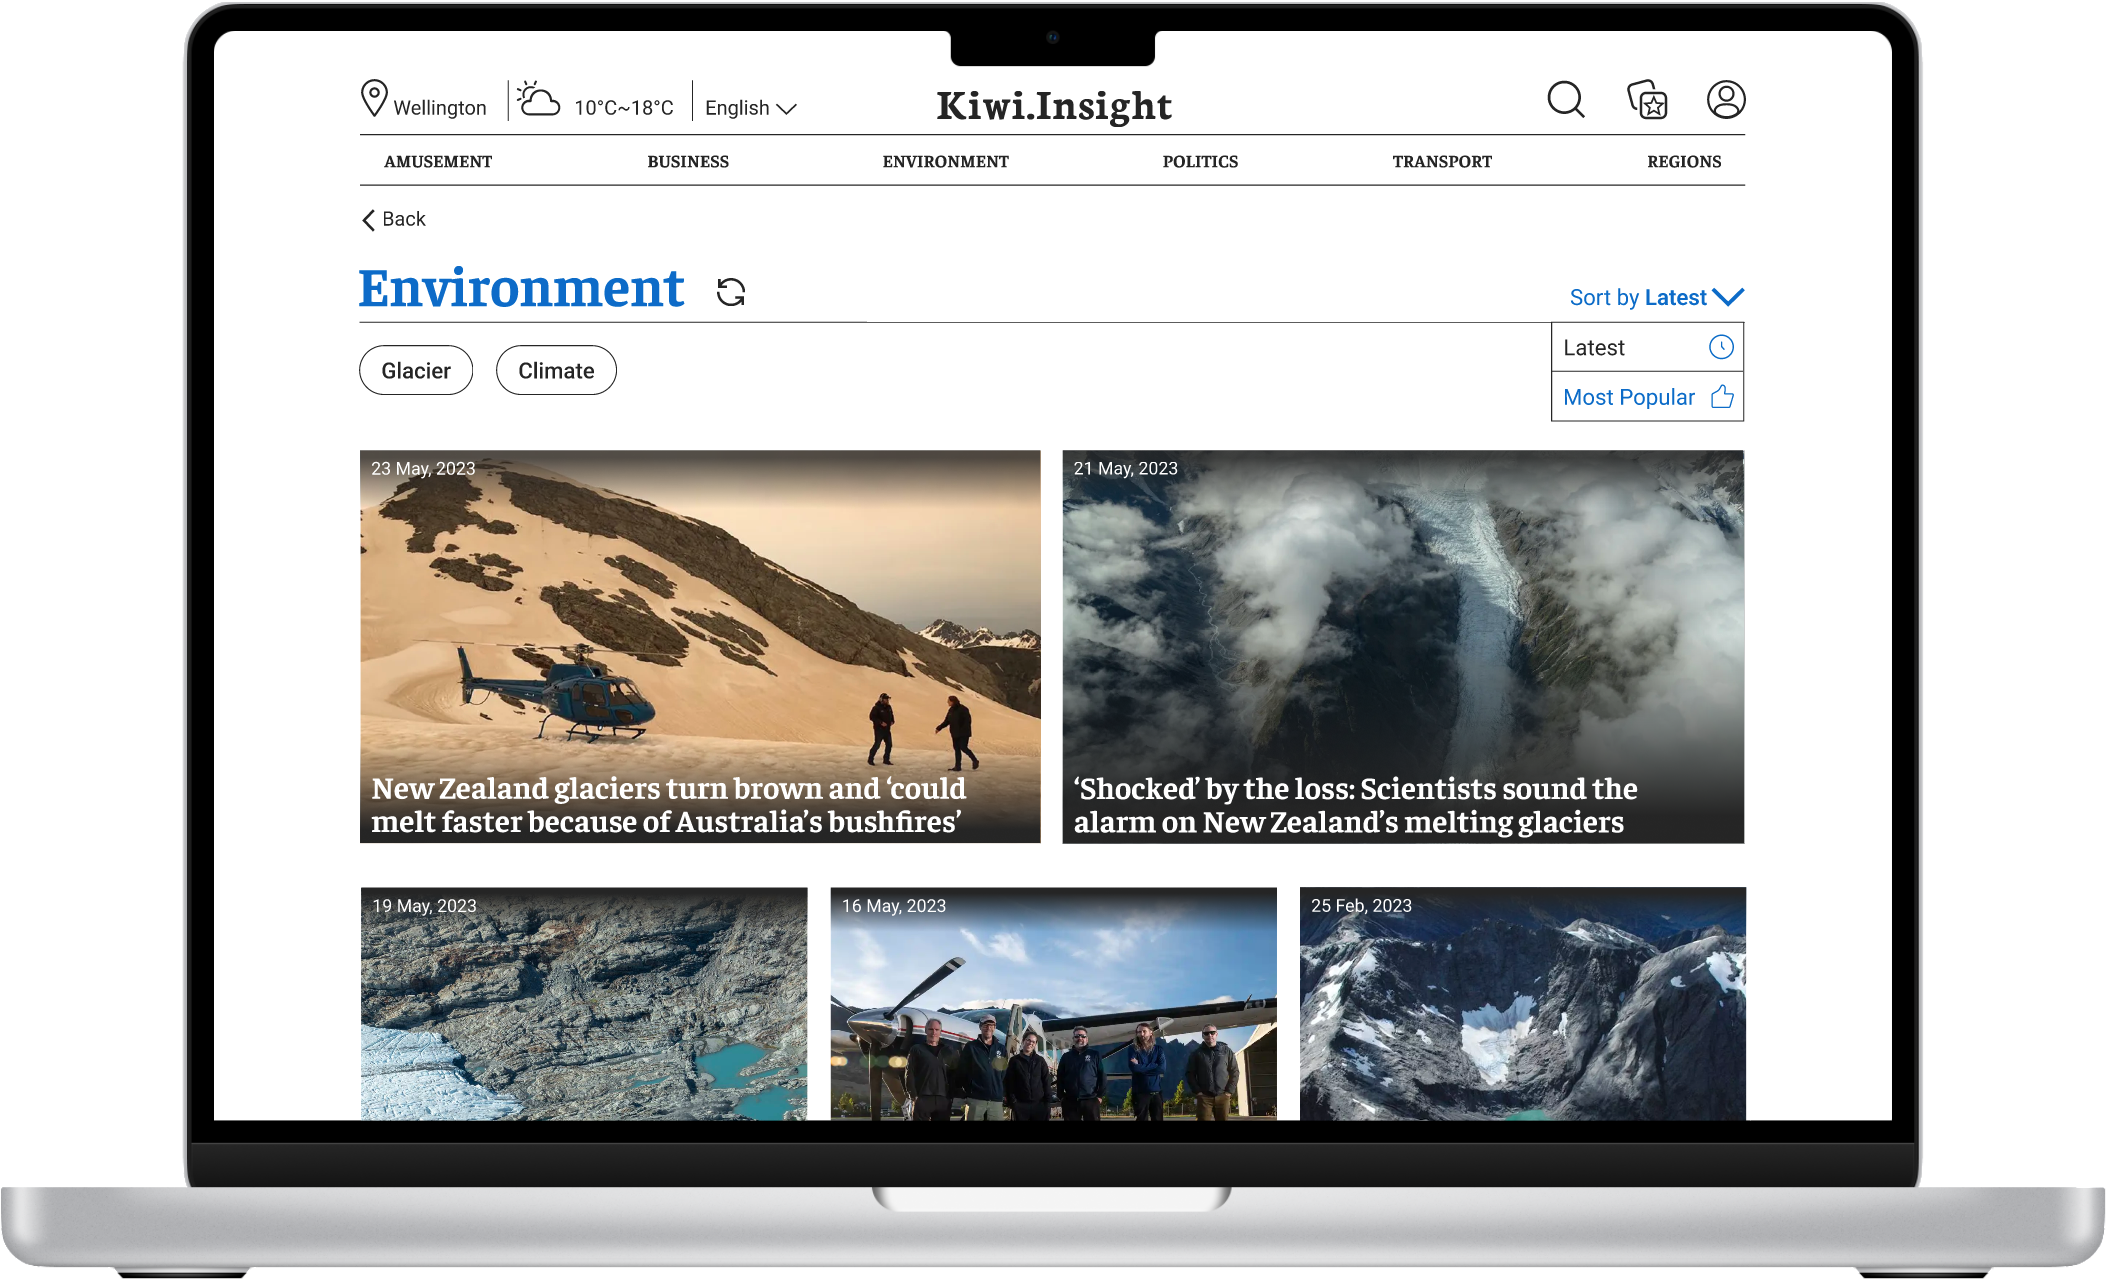 Wellington
10°C~18°C
English
Kiwi.Insight
AMUSEMENT
BUSINESS
ENVIRONMENT
POLITICS
TRANSPORT
REGIONS
Back
Environment
Sort by Latest
Latest
Most Popular
Glacier
Climate
23 May, 2023
New Zealand glaciers turn brown and ‘could
melt faster because of Australia’s bushfires’
21 May, 2023
‘Shocked’ by the loss: Scientists sound the
alarm on New Zealand’s melting glaciers
19 May, 2023
16 May, 2023
25 Feb, 2023